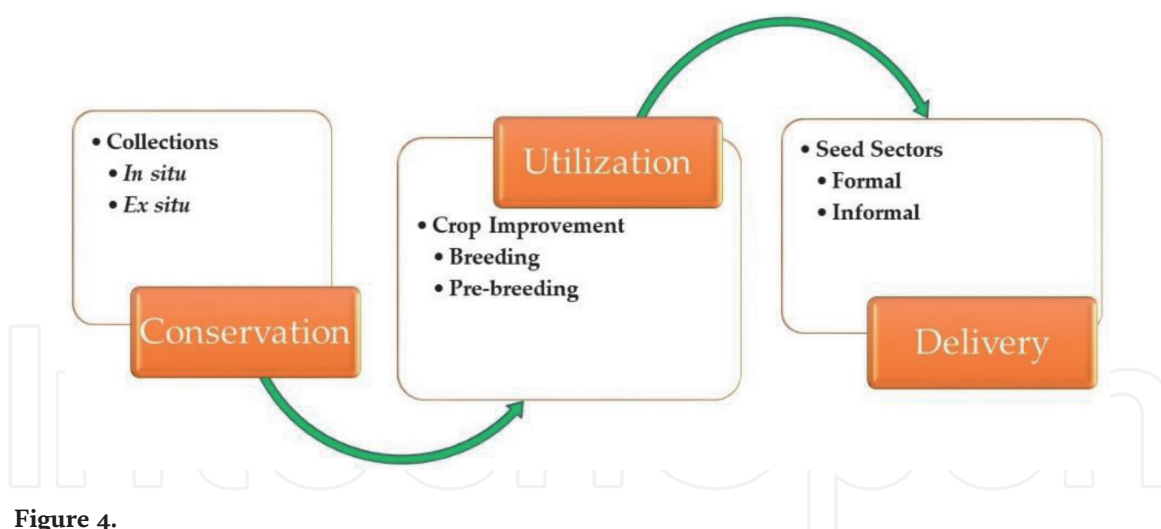 • Collections
• In situ
• Ex situ
Conservation
Utilization
• Crop Improvement
• Breeding
• Pre-breeding
• Seed Sectors
• Formal
• Informal
Delivery
IntechOpen
Figure 4.